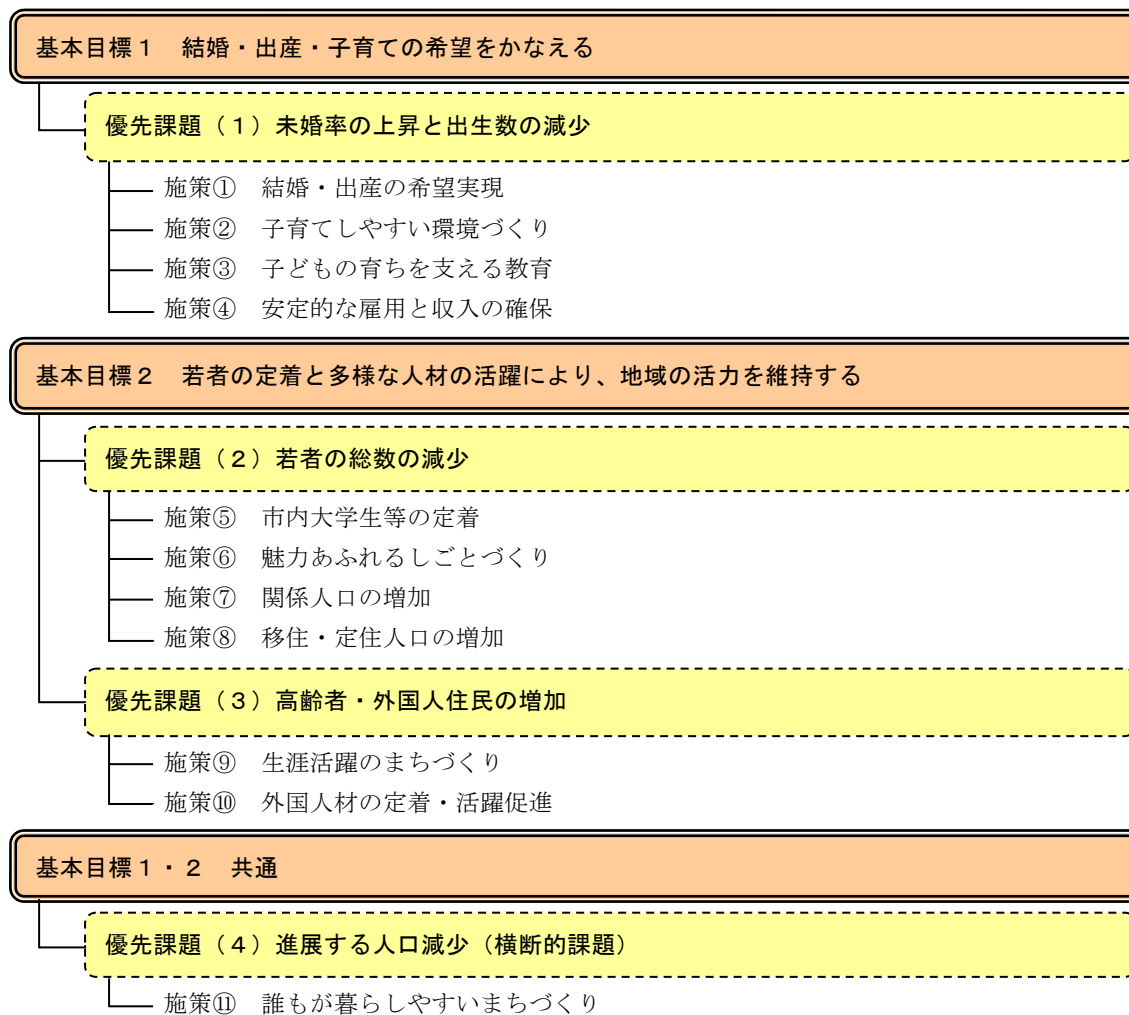 基本目標1　結婚・出産・子育ての希望をかなえる
優先課題（1）未婚率の上昇と出生数の減少
施策①　結婚・出産の希望実現
施策②　子育てしやすい環境づくり
施策③　子どもの育ちを支える教育
施策④　安定的な雇用と収入の確保
基本目標2　若者の定着と多様な人材の活躍により、地域の活力を維持する
優先課題（2）若者の総数の減少
施策⑤　市内大学生等の定着
施策⑥　魅力あふれるしごとづくり
施策⑦　関係人口の増加
施策⑧　移住・定住人口の増加
優先課題（3）高齢者・外国人住民の増加
施策⑨　生涯活躍のまちづくり
施策⑩　外国人材の定着・活躍促進
基本目標1・2　共通
優先課題（4）進展する人口減少（横断的課題）
施策⑪　誰もが暮らしやすいまちづくり